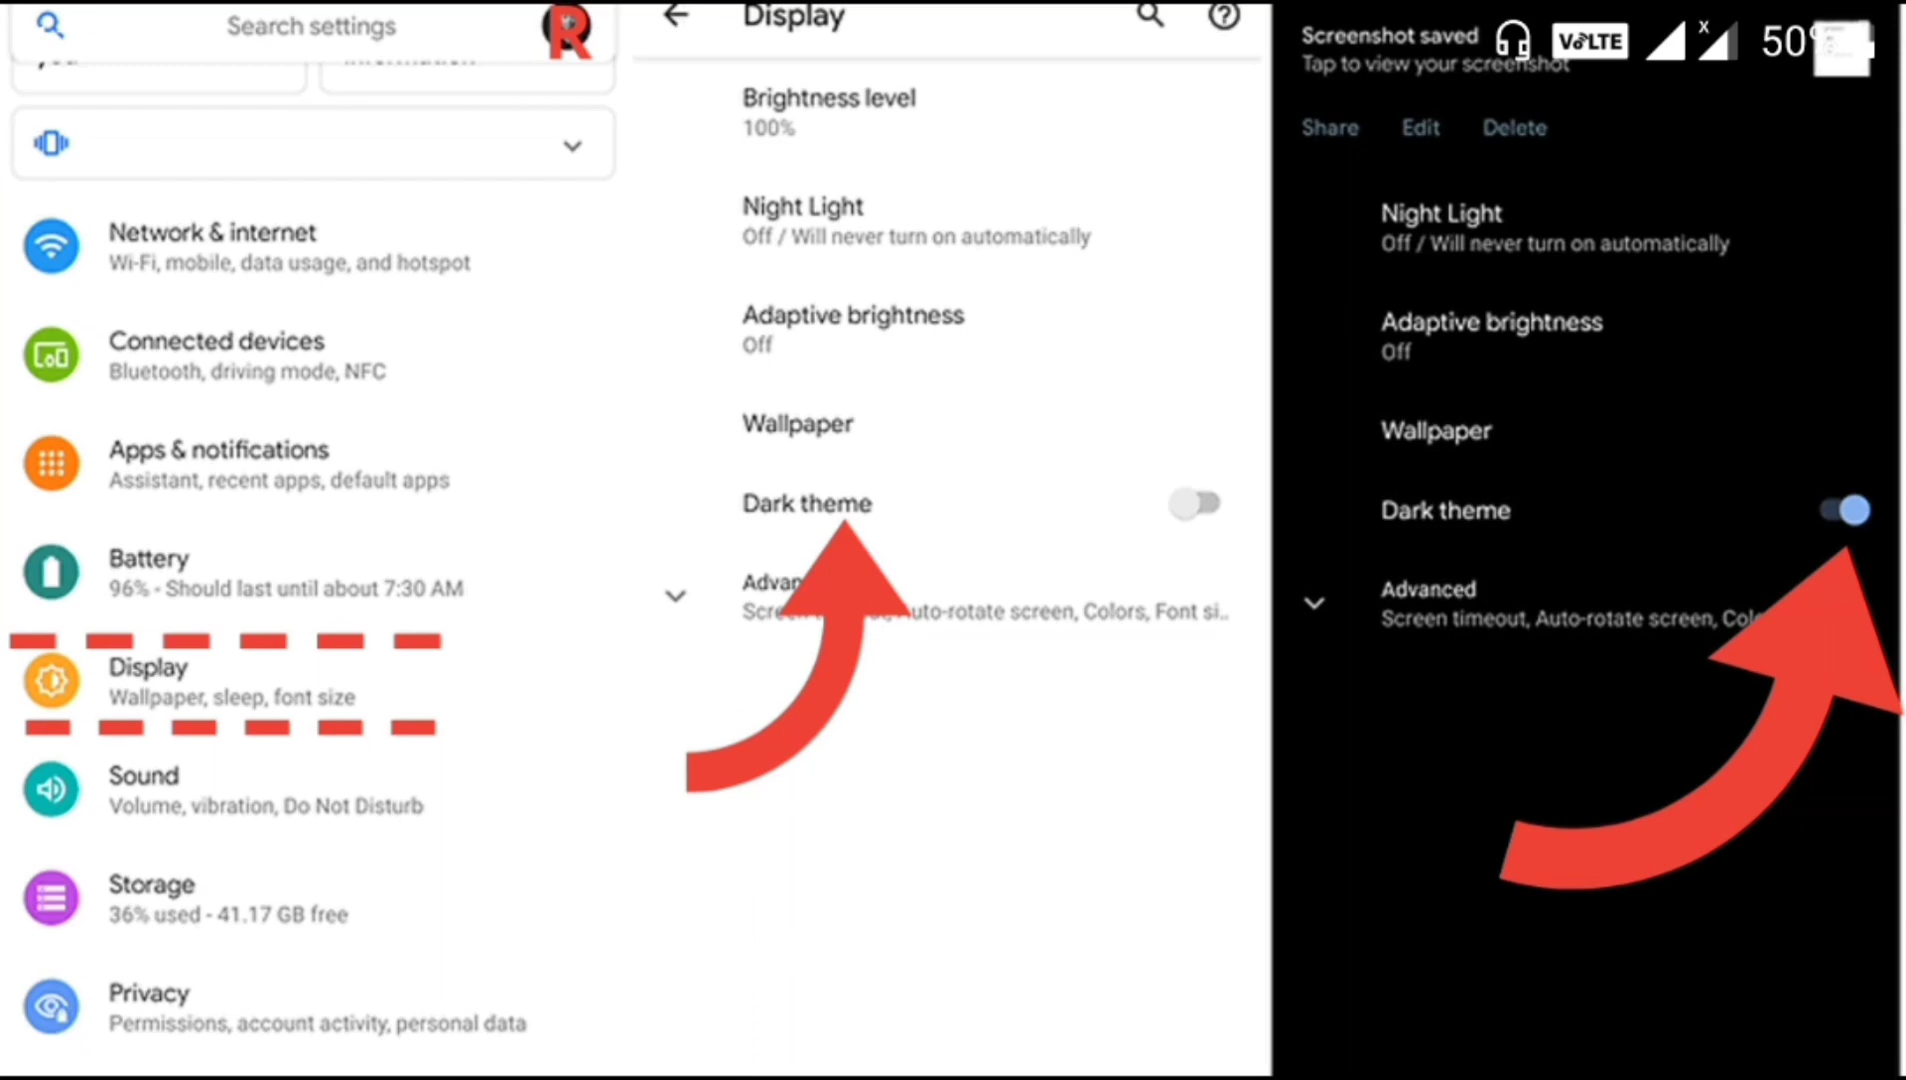 Search settings
R
Network & internet
Wi-Fi, mobile, data usage, and hotspot
Connected devices
Bluetooth, driving mode, NFC
Apps & notifications
Assistant, recent apps, default apps
Battery
96% - Should last until about 7:30 AM
Display
Wallpaper, sleep, font size
Sound
Volume, vibration, Do Not Disturb
Storage
36% used - 41.17 GB free
Privacy
Permissions, account activity, personal data
Display
Brightness level
100%
Night Light
Off / Will never turn on automatically
Adaptive brightness
Off
Wallpaper
Dark theme
Auto-rotate screen, Colors, Font si..
Screenshot saved
VoLTE
x
50%
Tap to view your screenshot
Share Edit Delete
Night Light
Off / Will never turn on automatically
Adaptive brightness
Off
Wallpaper
Dark theme
Advanced
Screen timeout, Auto-rotate screen,